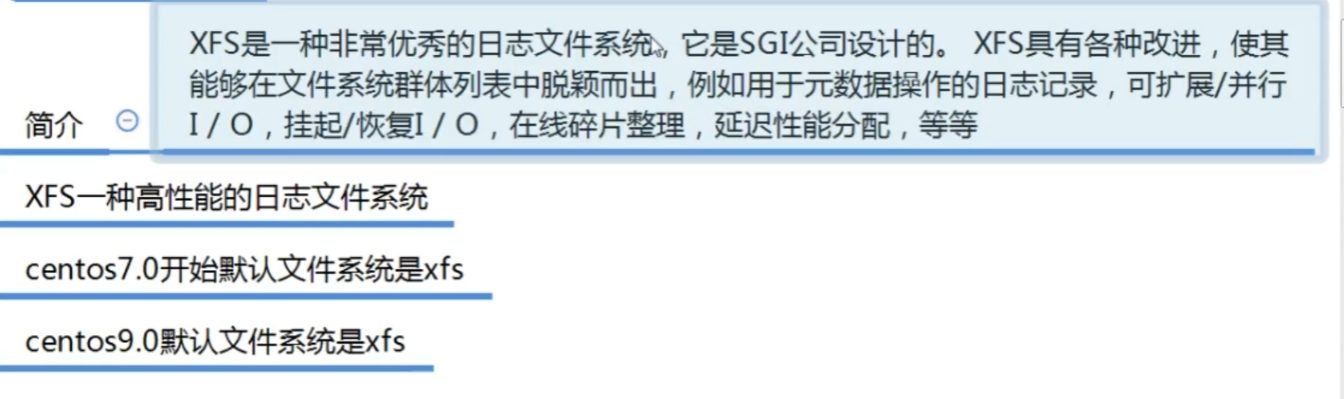 XFS是一种非常优秀的日志文件系统，它是SGI公司设计的。 XFS具有各种改进，使其
能够在文件系统群体列表中脱颖而出，例如用于元数据操作的日志记录，可扩展/并行
I / O，挂起/恢复I / O，在线碎片整理，延迟性能分配，等等
简介
XFS一种高性能的日志文件系统
centos7.0开始默认文件系统是xfs
centos9.0默认文件系统是xfs